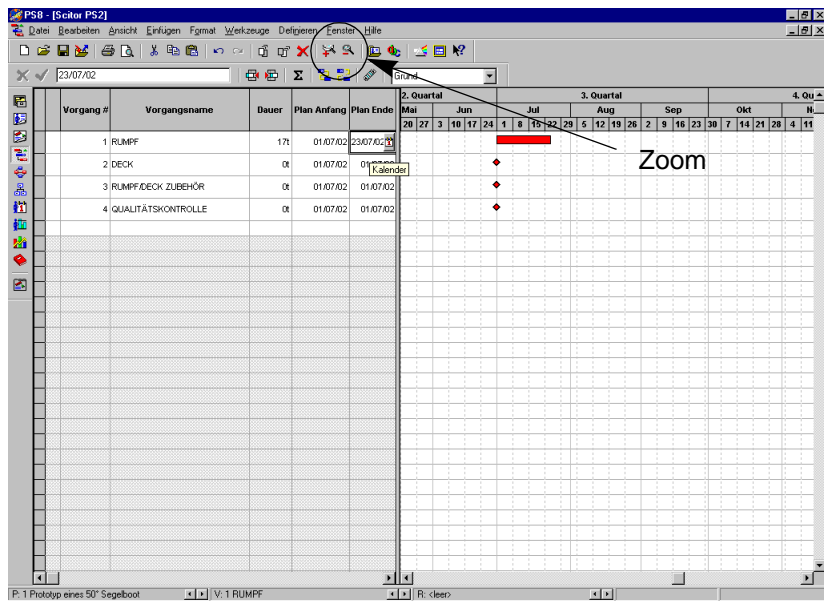 PS8 - [Scitor PS2]
Datei Bearbeiten Ansicht Einfügen Format Werkzeuge Definieren Fenster Hilfe
23/07/02 Σ Grund
2. Quartal 3. Quartal 4. Qu
Vorgang # Vorgangsname Dauer Plan Anfang Plan Ende Mai Jun Jul Aug Sep Okt N
20 27 3 10 17 24 1 8 15 22 29 5 12 19 26 2 9 16 23 30 7 14 21 28 4 11
1 RUMPF 17t 01/07/02 23/07/02
Zoom
2 DECK 0t 01/07/02 01/07/02
Kalender
3 RUMPF/DECK ZUBEHÖR 0t 01/07/02 01/07/02
4 QUALITÄTSKONTROLLE 0t 01/07/02 01/07/02
P: 1 Prototyp eines 50' Segelboot V: 1 RUMPF R: <leer>